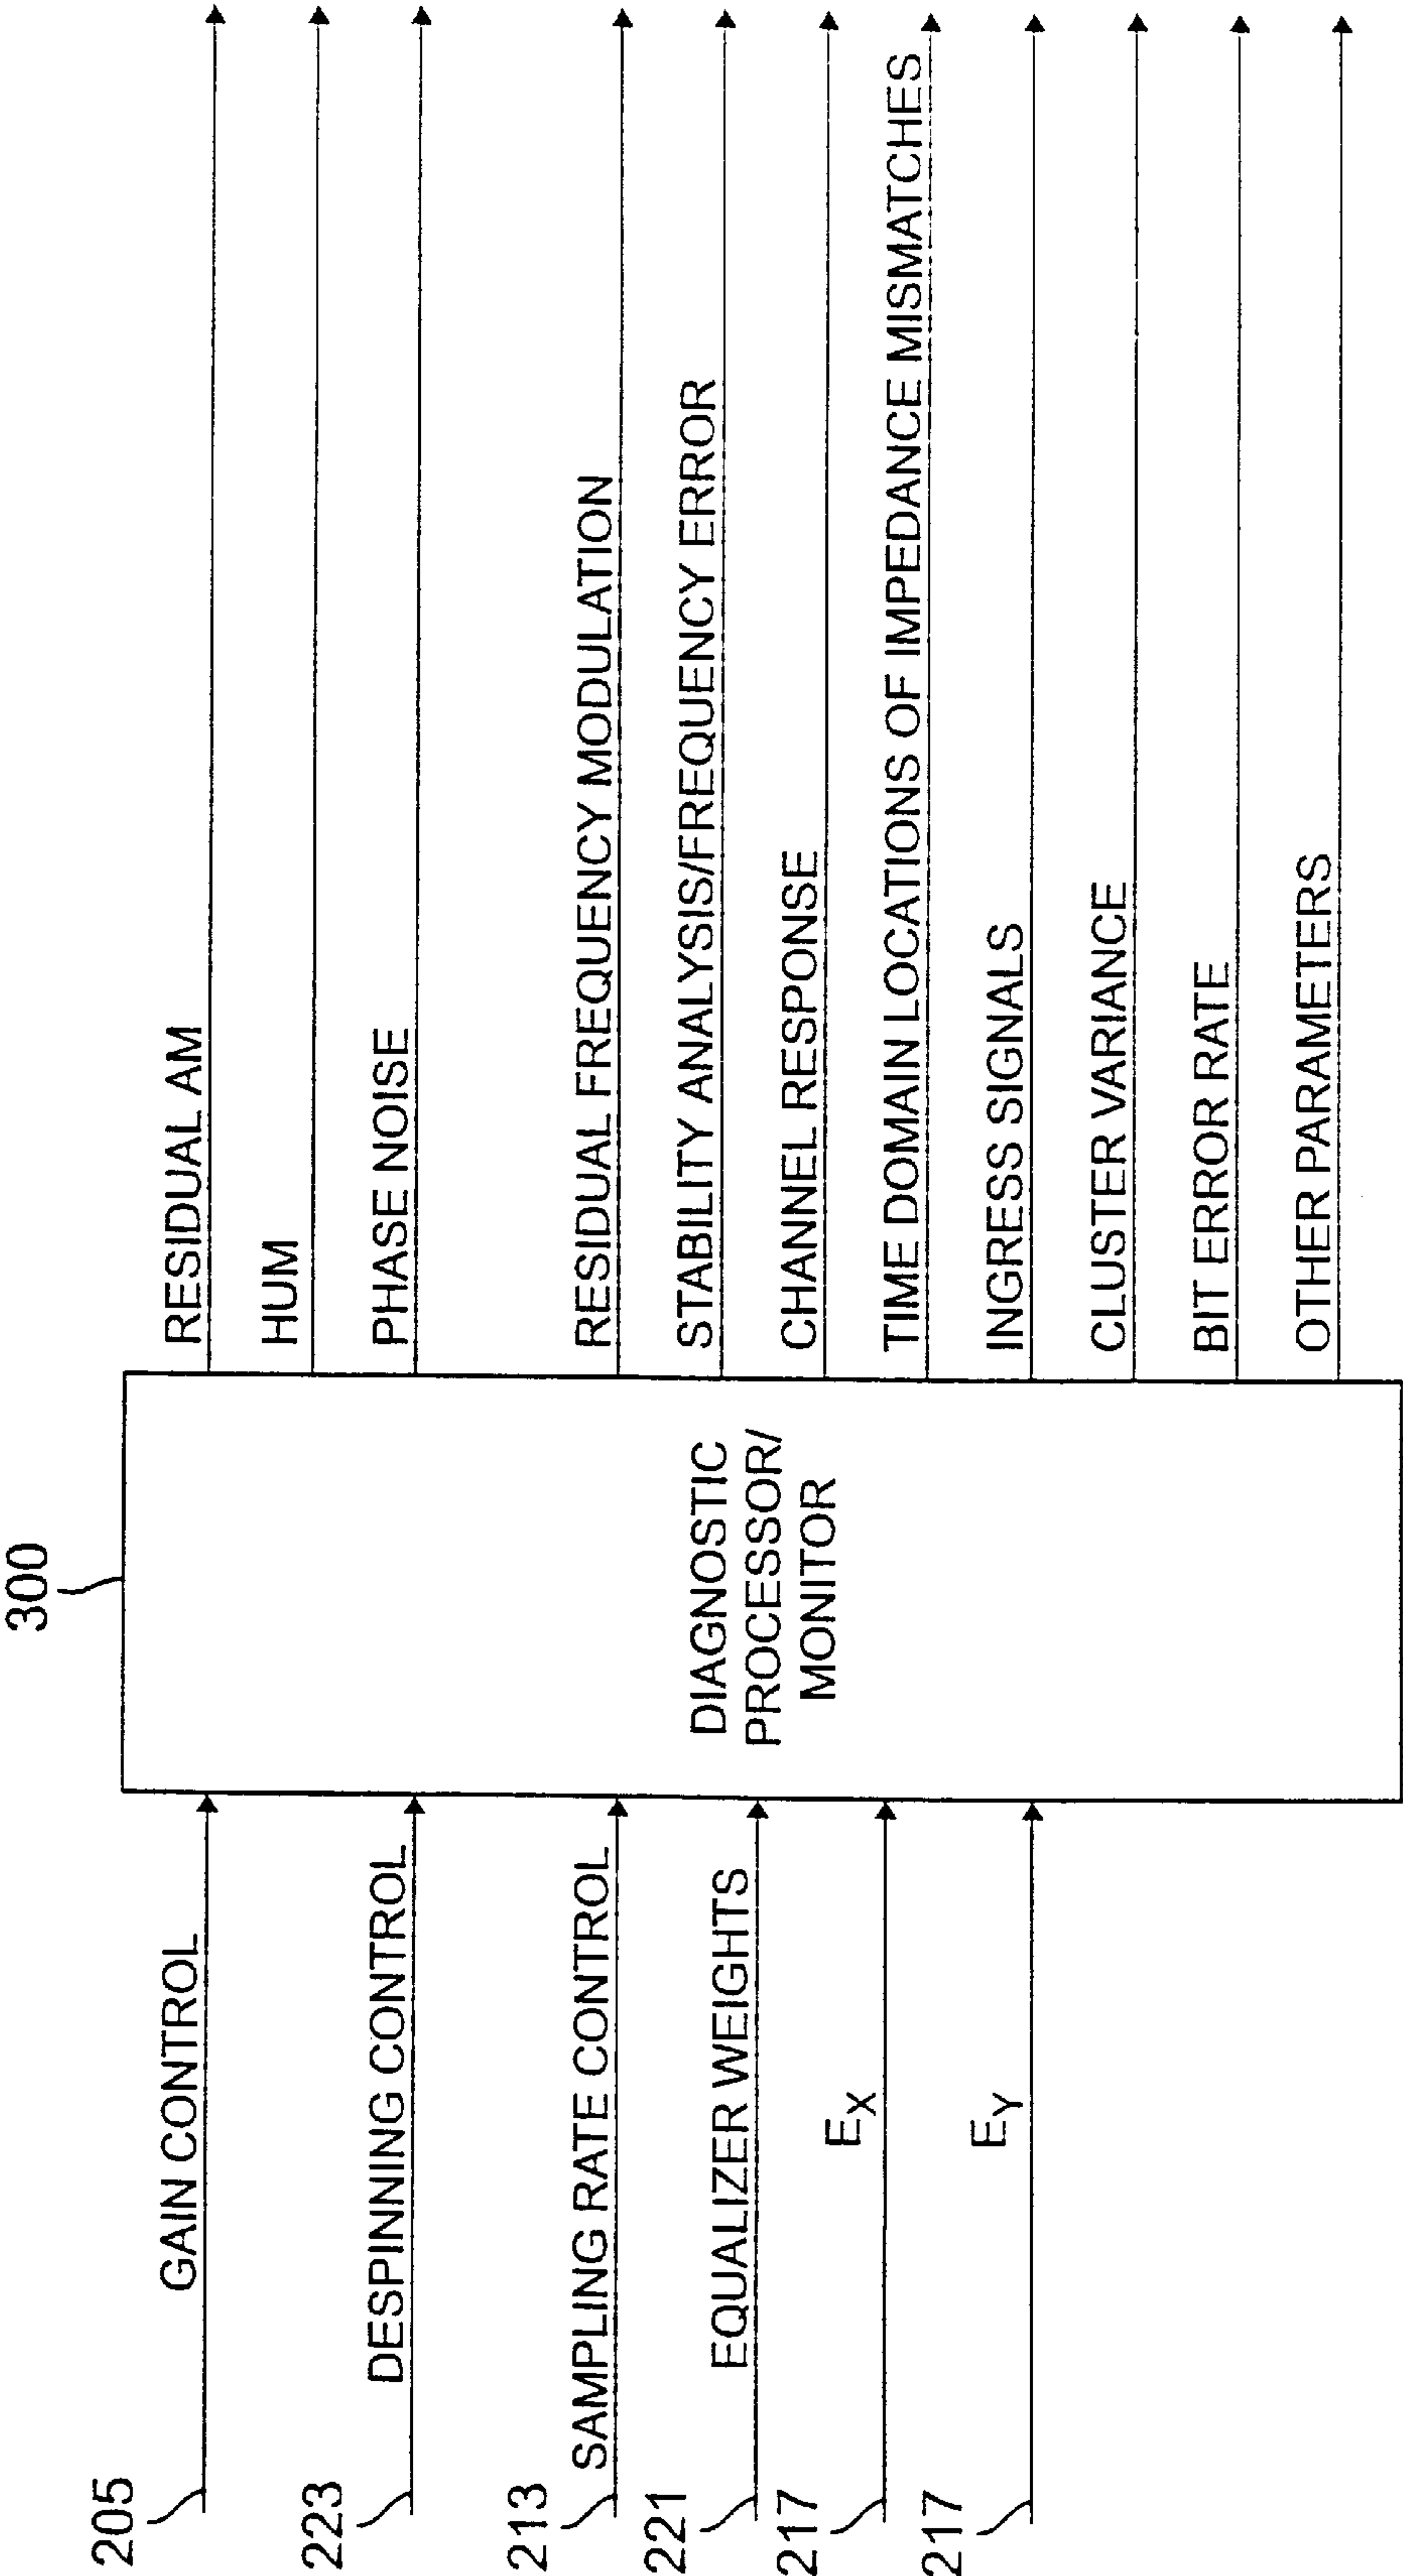 300
205
GAIN CONTROL
223
DESPINNING CONTROL
213
SAMPLING RATE CONTROL
221
EQUALIZER WEIGHTS
217
EX
217
EY
DIAGNOSTIC
PROCESSOR/
MONITOR
RESIDUAL AM
HUM
PHASE NOISE
RESIDUAL FREQUENCY MODULATION
STABILITY ANALYSIS/FREQUENCY ERROR
CHANNEL RESPONSE
TIME DOMAIN LOCATIONS OF IMPEDANCE MISMATCHES
INGRESS SIGNALS
CLUSTER VARIANCE
BIT ERROR RATE
OTHER PARAMETERS